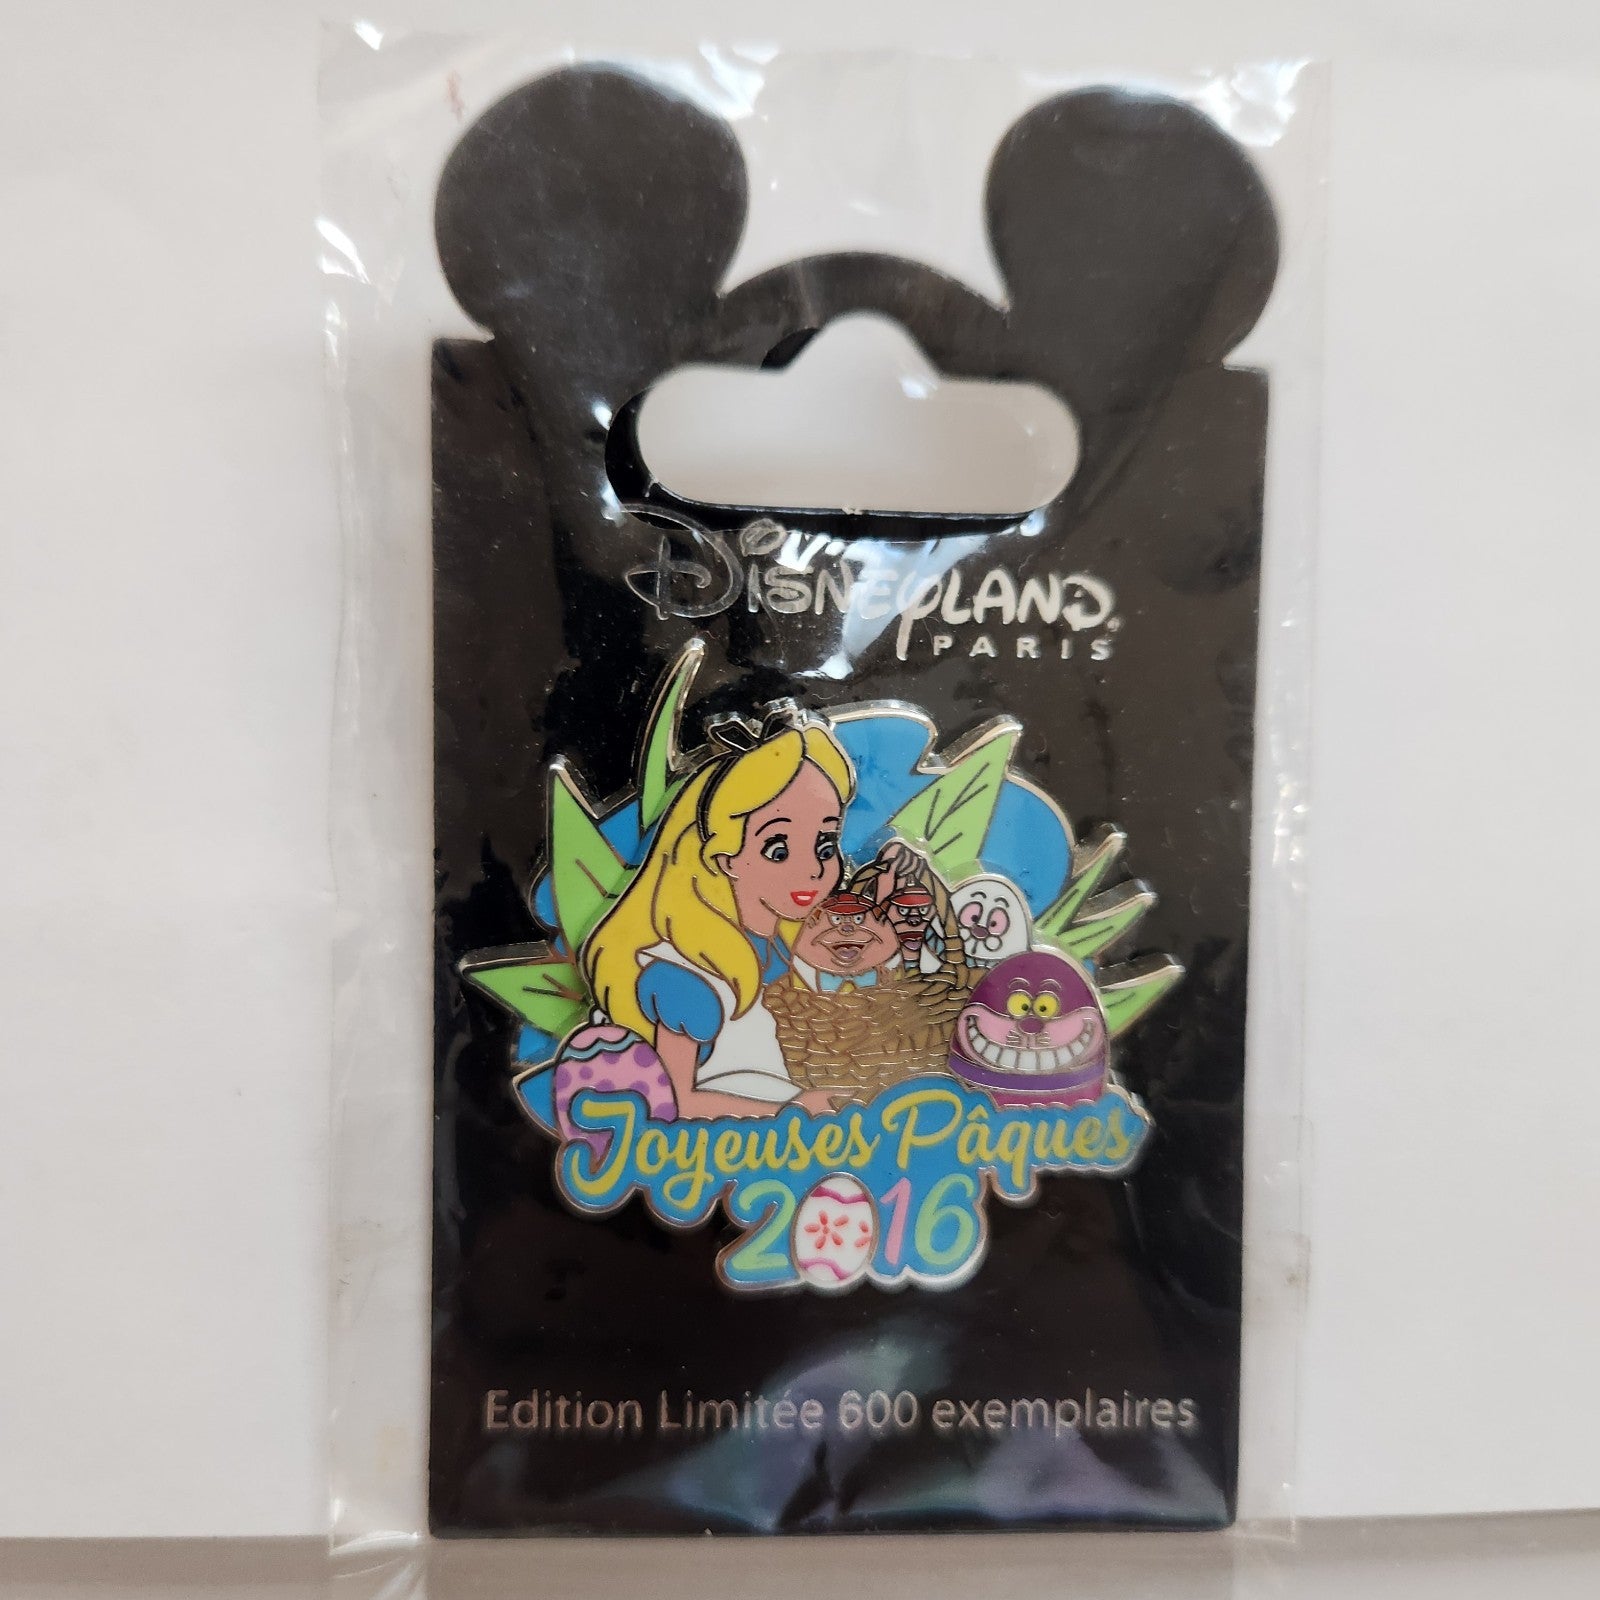 Disneyland
PARIS
Joyeuses Pâques
2016
Edition Limitée 600 exemplaires